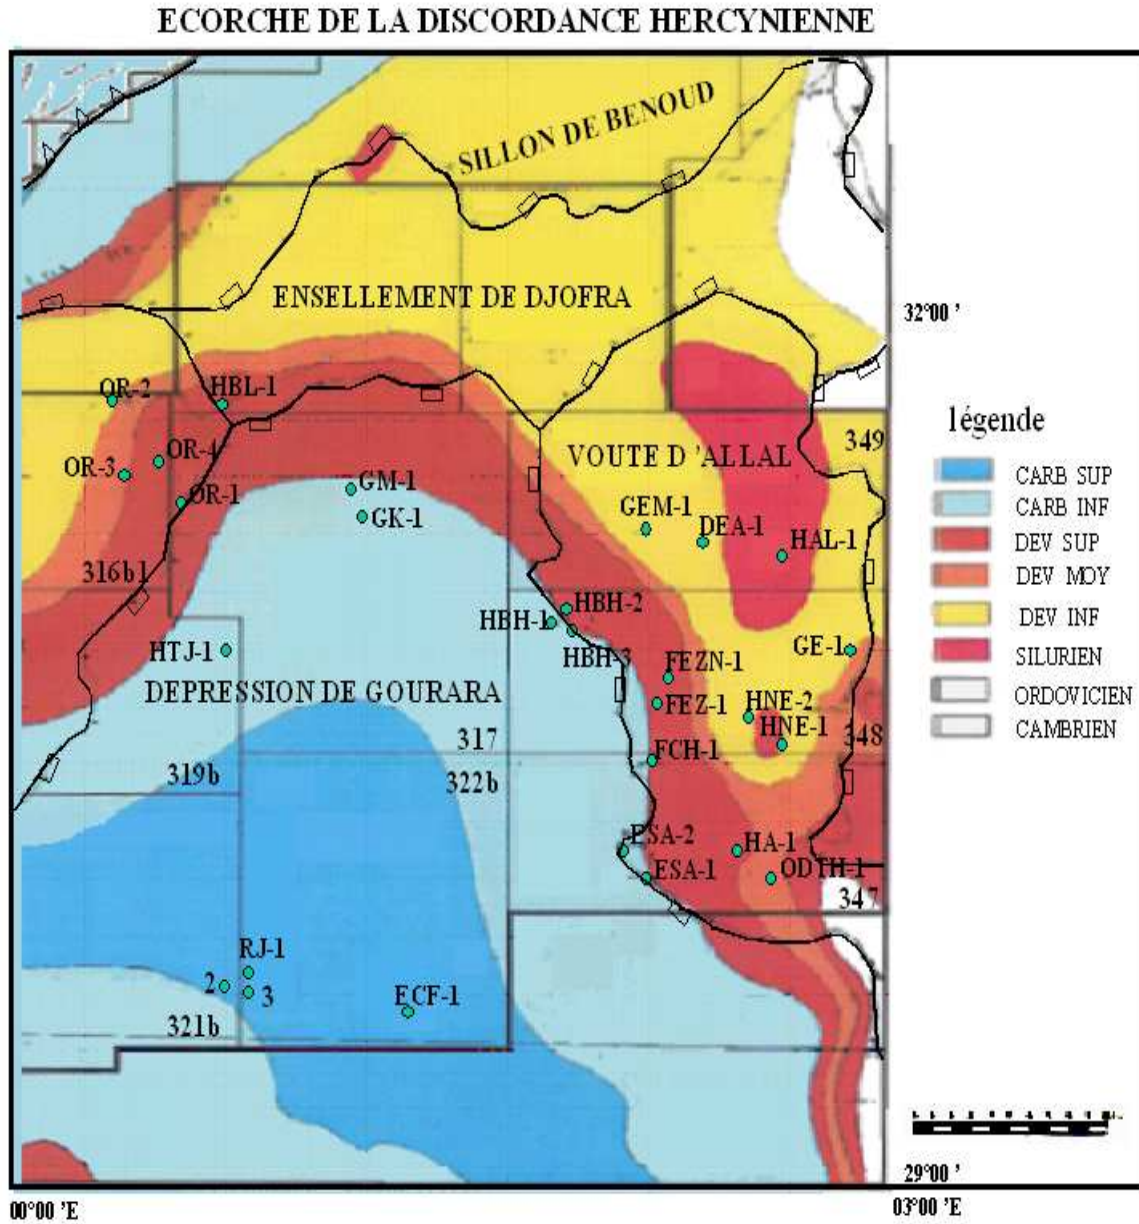 ECORCHE DE LA DISCORDANCE HERCYNIENNE
SILLON DE BENOUD
ENSELLEMENT DE DJOFRA
32°00 '
OR-2
HBL-1
légende
VOUTE D 'ALLAL
349
OR-4
OR-3
CARB SUP
GM-1
OR-1
CARB INF
GEM-1
GK-1
DEA-1
DEV SUP
HAL-1
316b1
DEV MOY
HBH-2
HBH-1
DEV INF
HTJ-1
HBH-3
GE-1
FEZN-1
SILURIEN
DEPRESSION DE GOURARA
FEZ-1
HNE-2
ORDOVICIEN
HNE-1
317
348
CAMBRIEN
FCH-1
319b
322b
ESA-2
HA-1
ESA-1
ODTH-1
347
RJ-1
2
3
ECF-1
321b
29°00 '
00°00 'E
03°00 'E